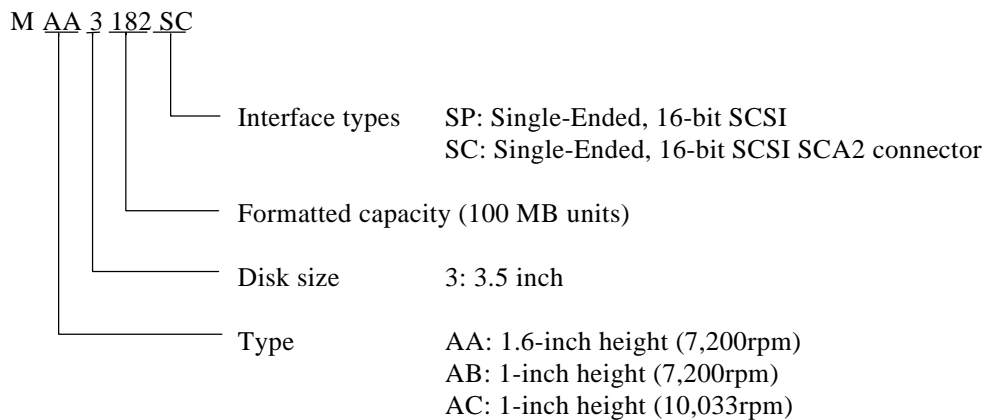 M AA 3 182 SC
Interface types SP: Single-Ended, 16-bit SCSI
SC: Single-Ended, 16-bit SCSI SCA2 connector
Formatted capacity (100 MB units)
Disk size 3: 3.5 inch
Type AA: 1.6-inch height (7,200rpm)
AB: 1-inch height (7,200rpm)
AC: 1-inch height (10,033rpm)